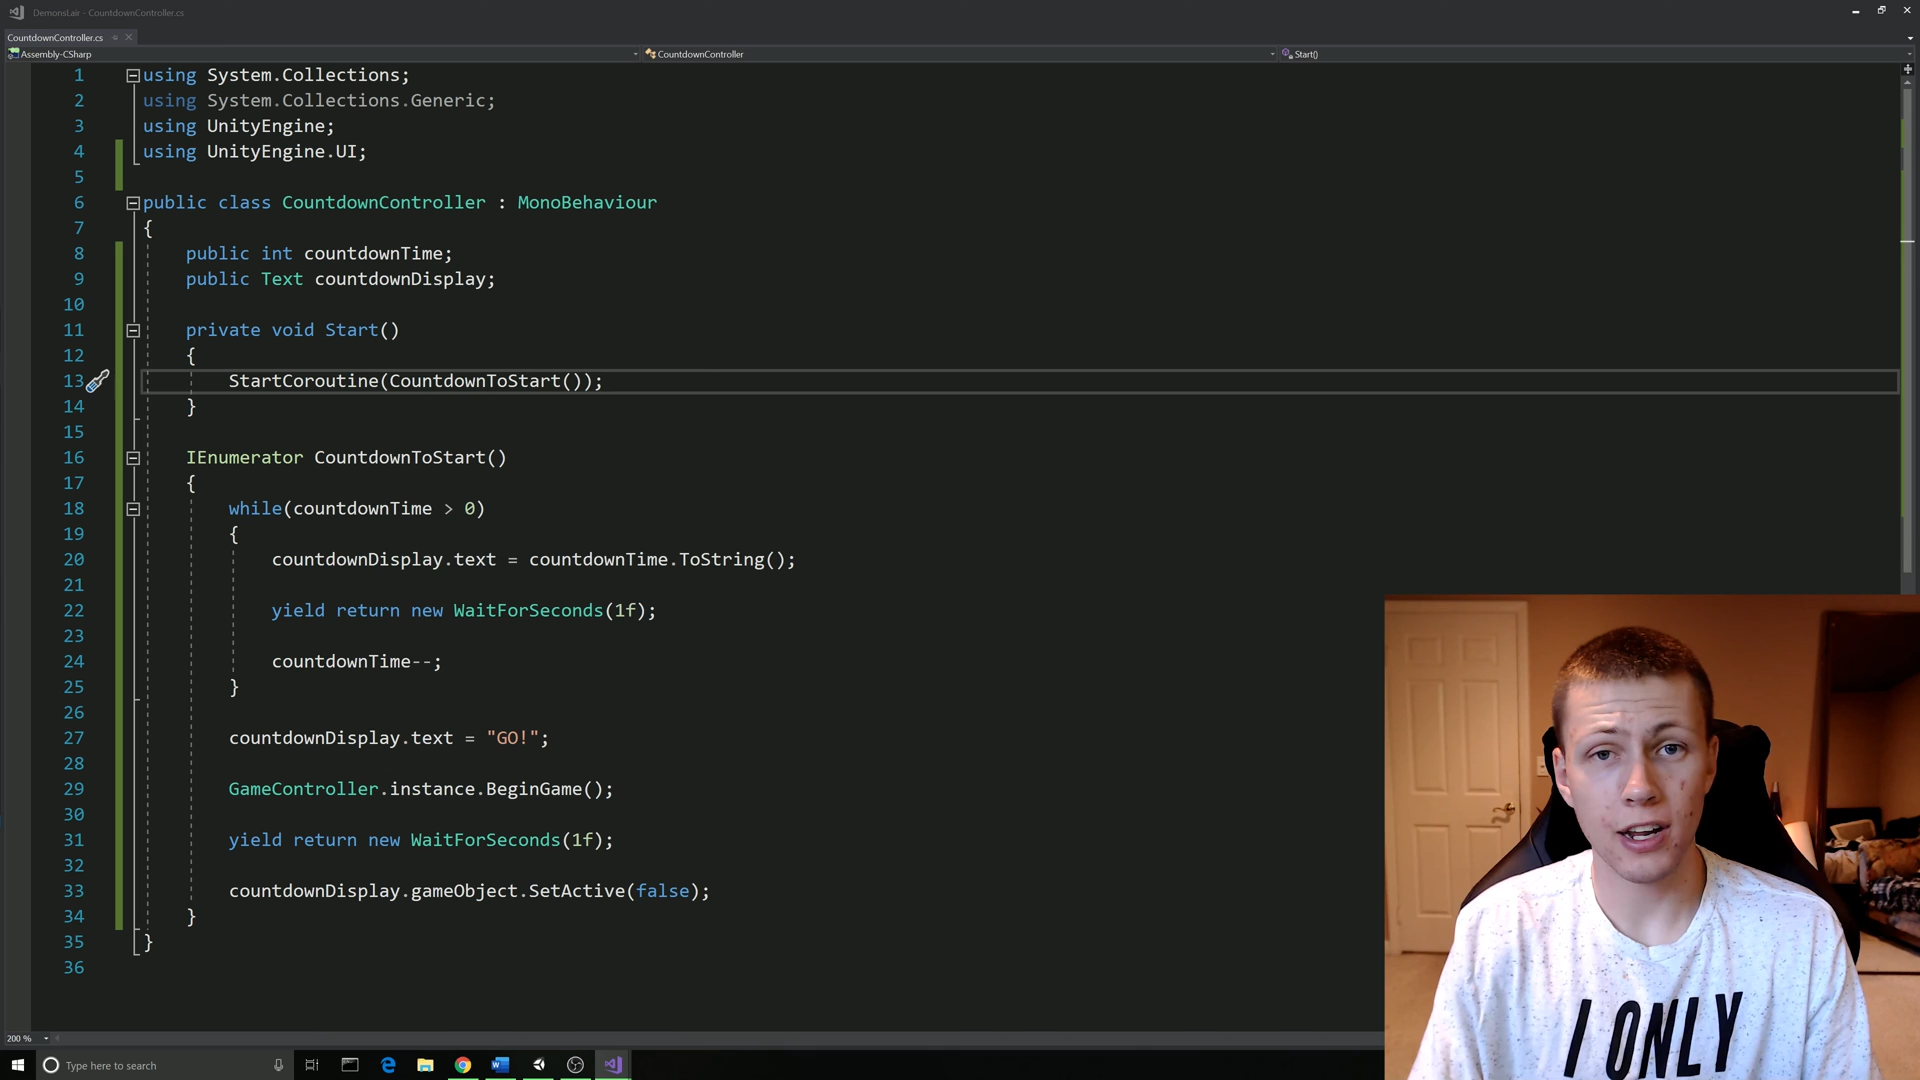 DemonsLair - CountdownController.cs
CountdownController.cs
Assembly-CSharp
CountdownController
Start()
1 using System.Collections;
2 using System.Collections.Generic;
3 using UnityEngine;
4 using UnityEngine.UI;
5
6 public class CountdownController : MonoBehaviour
7 {
8 public int countdownTime;
9 public Text countdownDisplay;
10
11 private void Start()
12 {
13 StartCoroutine(CountdownToStart());
14 }
15
16 IEnumerator CountdownToStart()
17 {
18 while(countdownTime > 0)
19 {
20 countdownDisplay.text = countdownTime.ToString();
21
22 yield return new WaitForSeconds(1f);
23
24 countdownTime--;
25 }
26
27 countdownDisplay.text = "GO!";
28
29 GameController.instance.BeginGame();
30
31 yield return new WaitForSeconds(1f);
32
33 countdownDisplay.gameObject.SetActive(false);
34 }
35 }
36
I ONLY
200 %
Type here to search